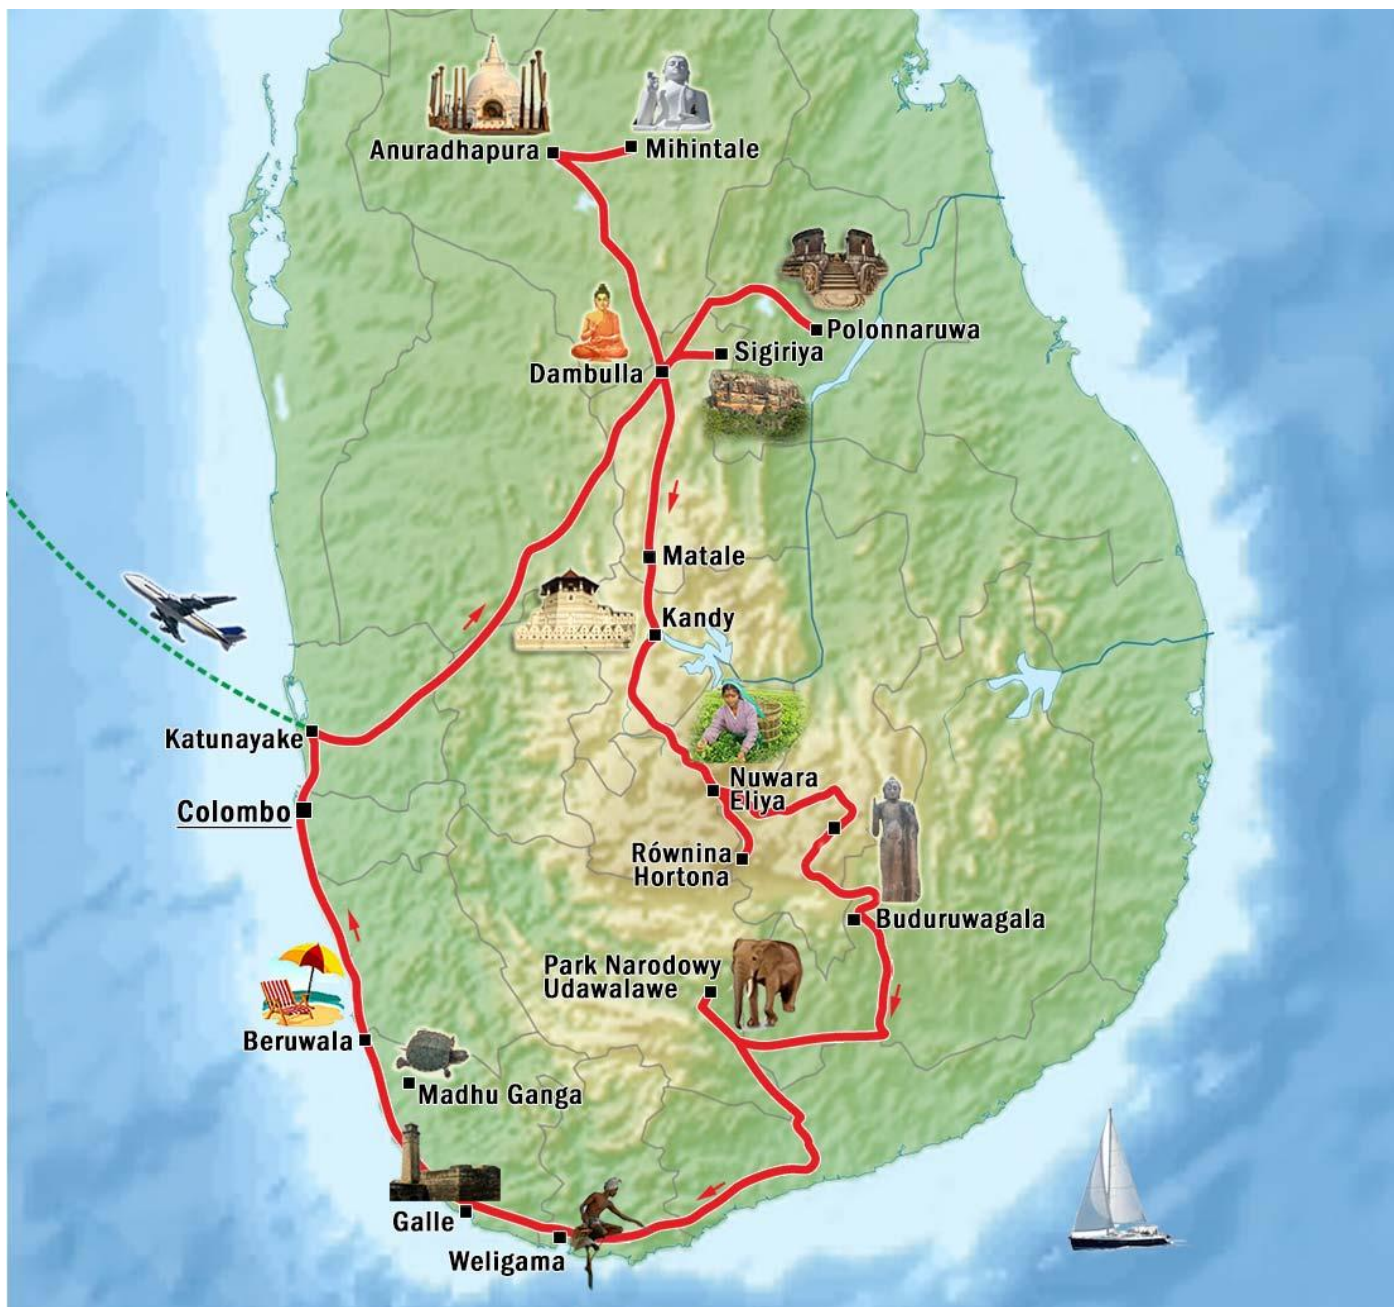 Anuradhapura
Mihintale
Polonnaruwa
Sigiriya
Dambulla
Matale
Kandy
Katunayake
Nuwara
Eliya
Colombo
Równina
Hortona
Buduruwagala
Park Narodowy
Udawalawe
Beruwala
Madhu Ganga
Galle
Weligama